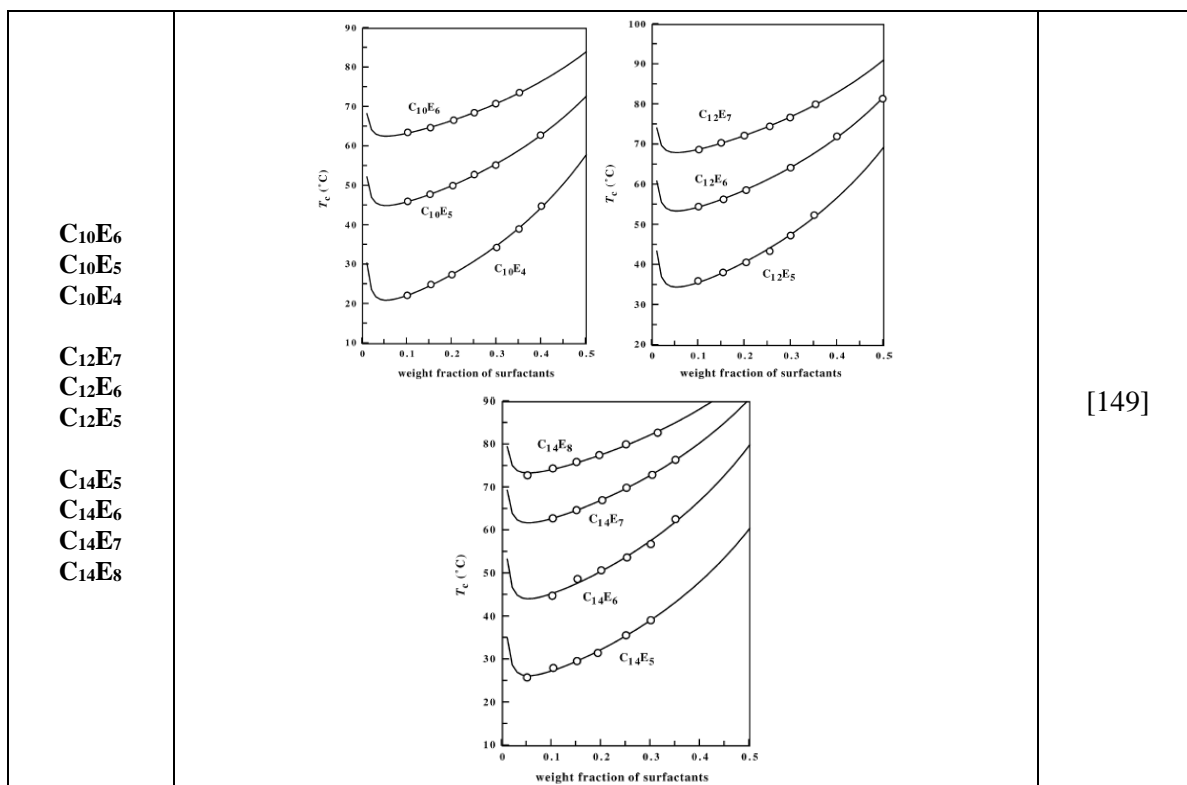 C10E6
C10E5
C10E4
C12E7
C12E6
C12E5
C14E5
C14E6
C14E7
C14E8
90
80
70
60
50
40
30
20
10
Tc (˚C)
C10E6
C10E5
C10E4
0
0.1
0.2
0.3
0.4
0.5
weight fraction of surfactants
100
90
80
70
60
50
40
30
20
Tc (˚C)
C12E7
C12E6
C12E5
0
0.1
0.2
0.3
0.4
0.5
weight fraction of surfactants
90
80
70
60
50
40
30
20
10
Tc (˚C)
C14E8
C14E7
C14E6
C14E5
0
0.1
0.2
0.3
0.4
0.5
weight fraction of surfactants
[149]